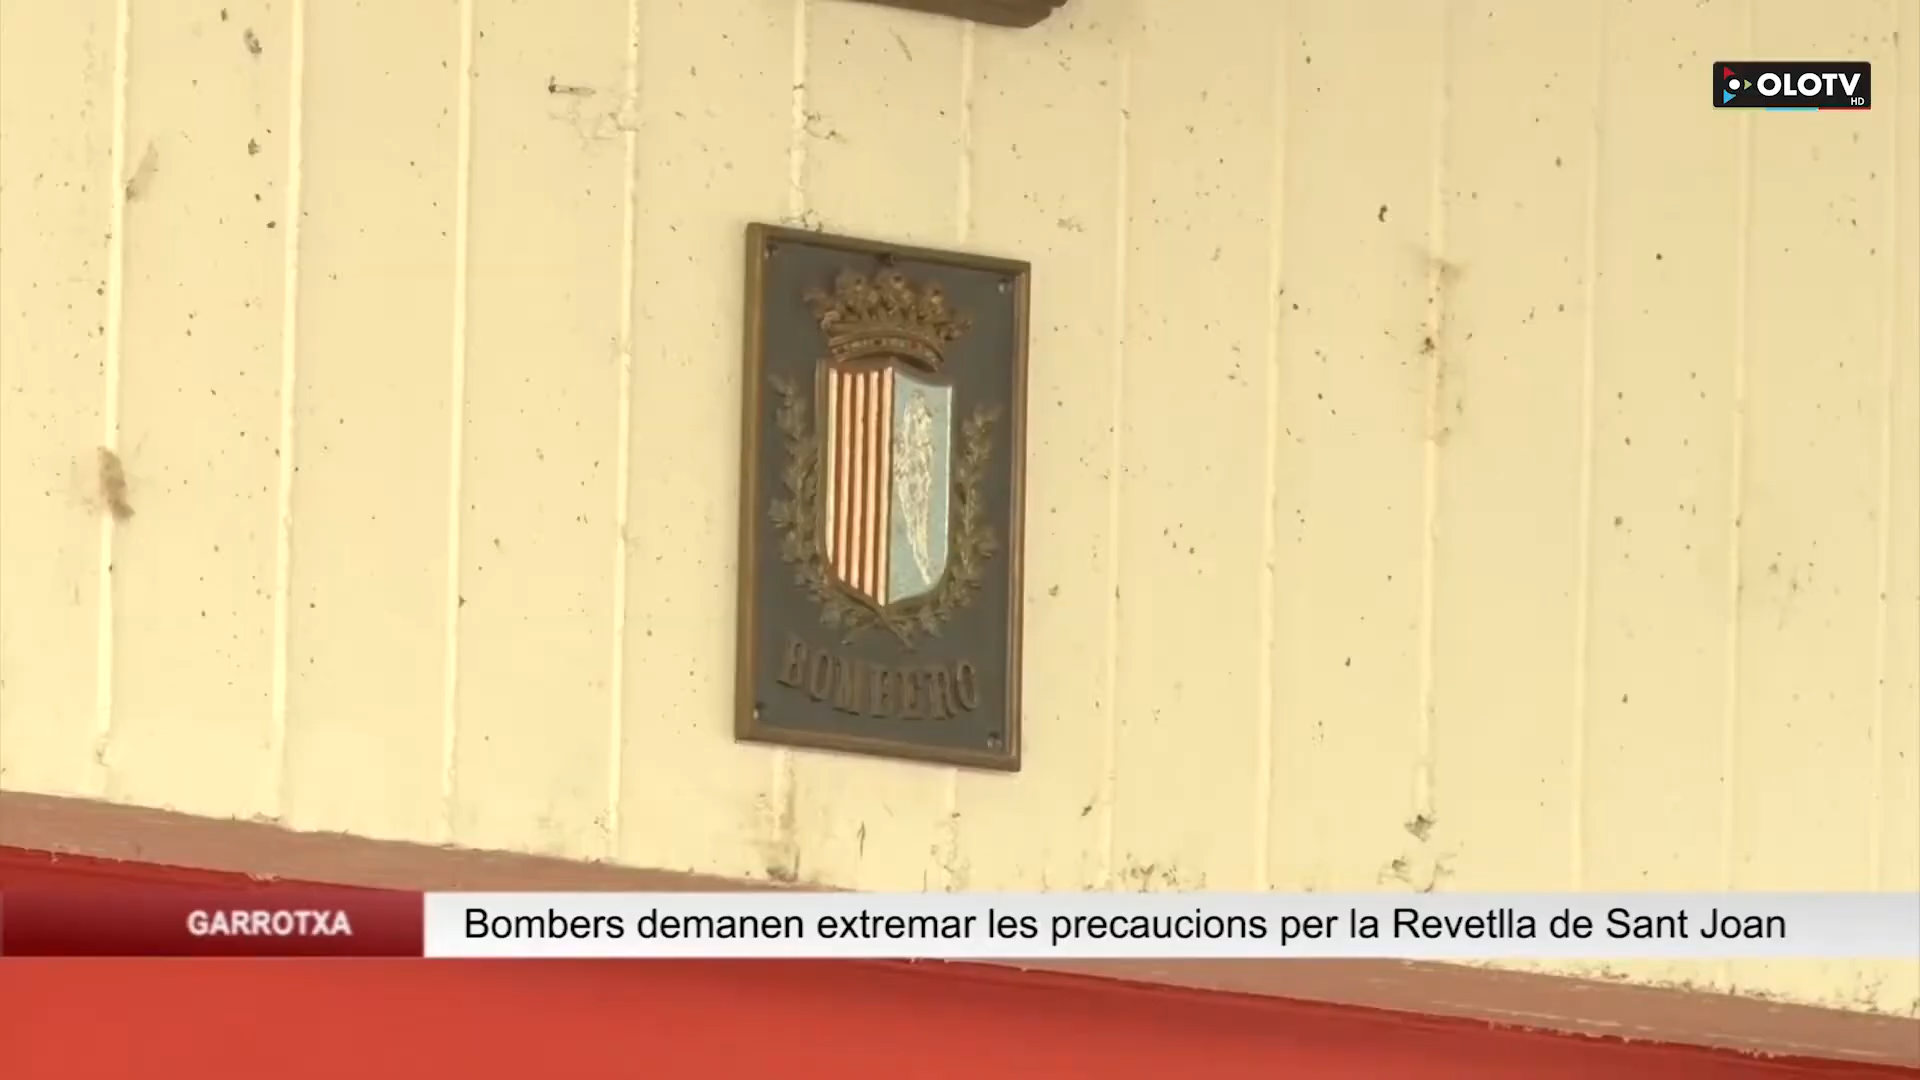 OLOTV
HD
BOMBERO
GARROTXA
Bombers demanen extremar les precaucions per la Revetlla de Sant Joan